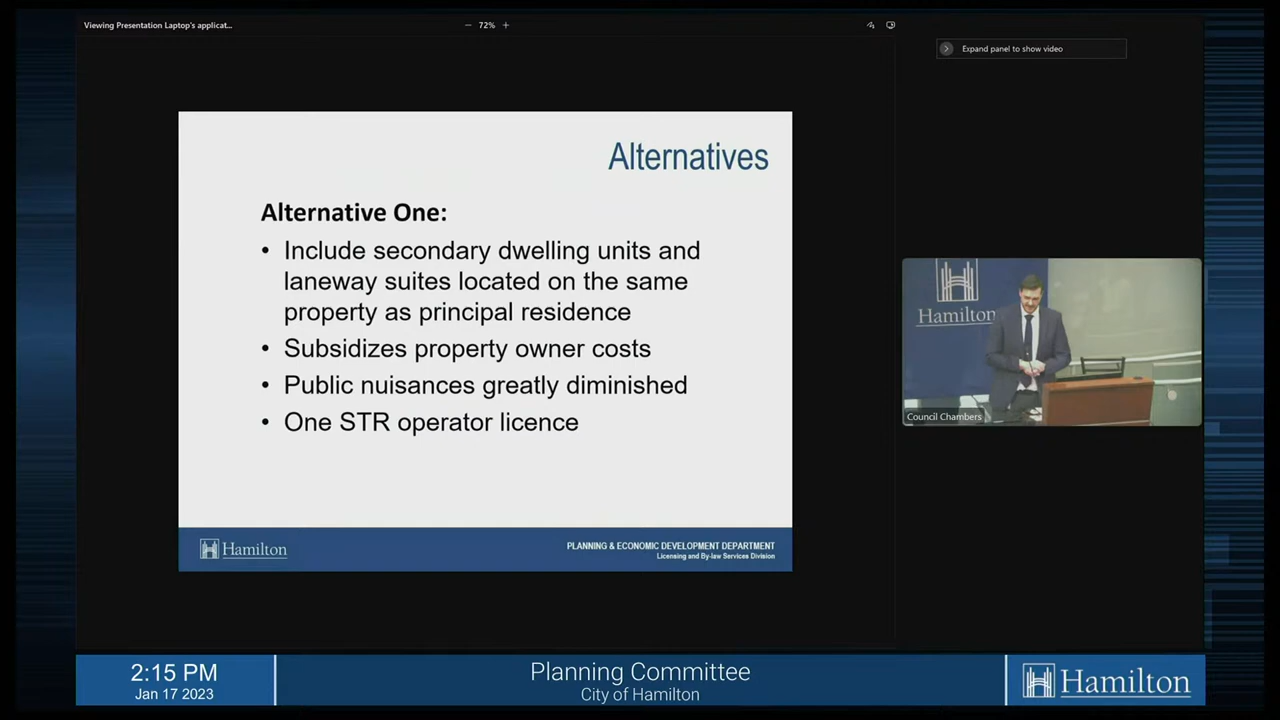 Viewing Presentation Laptop's applicat...
72%
Expand panel to show video
Alternatives
Alternative One:
• Include secondary dwelling units and
laneway suites located on the same
property as principal residence
• Subsidizes property owner costs
• Public nuisances greatly diminished
• One STR operator licence
Hamilton
PLANNING & ECONOMIC DEVELOPMENT DEPARTMENT
Licensing and By-law Services Division
Hamilton
Council Chambers
2:15 PM
Jan 17 2023
Planning Committee
City of Hamilton
Hamilton